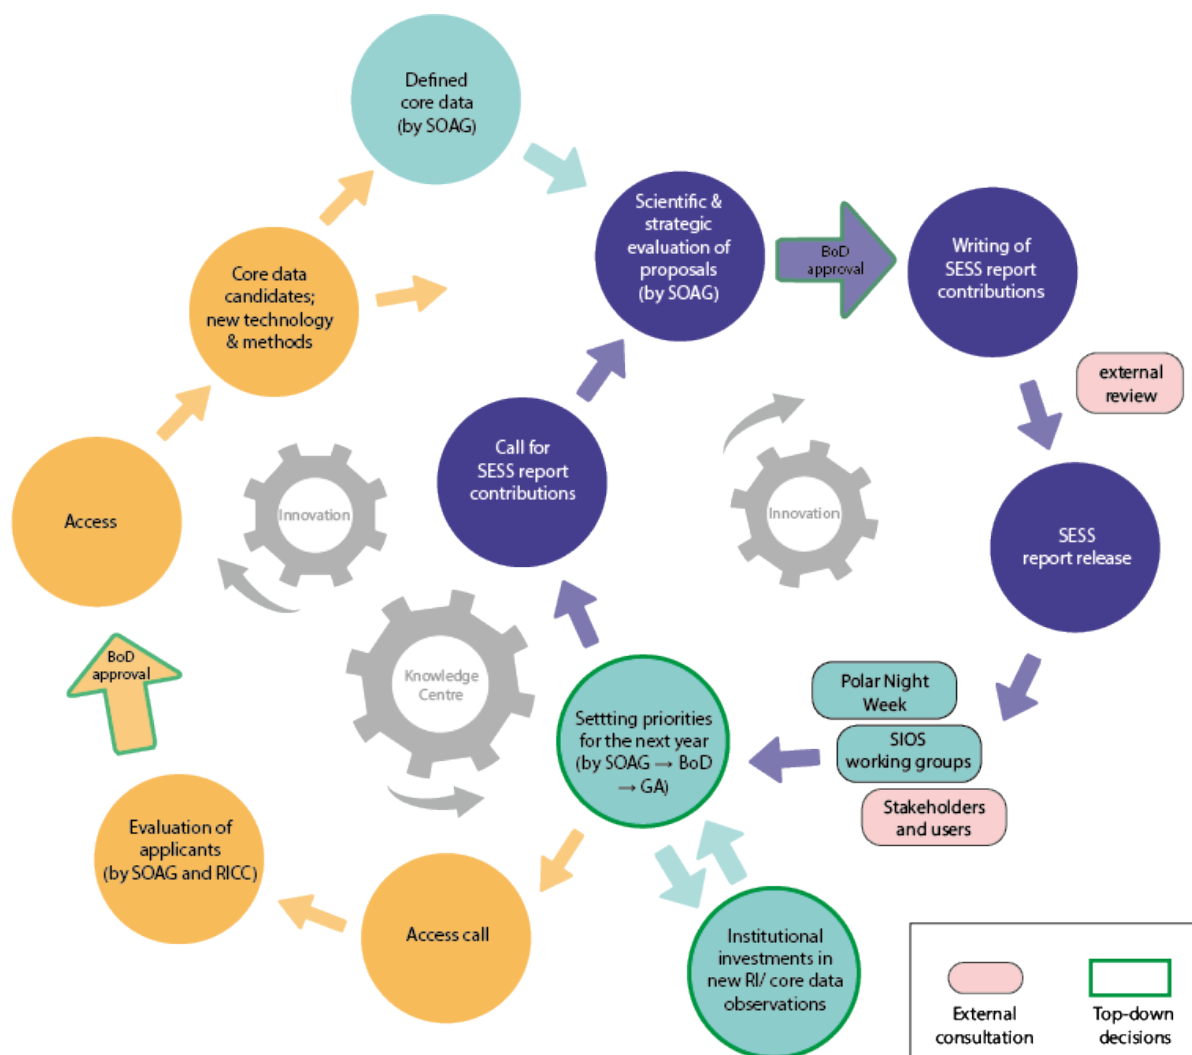 Defined
core data
(by SOAG)
Scientific &
strategic
evaluation of
proposals
(by SOAG)
BoD
approval
Writing of
SESS report
contributions
Core data
candidates;
new technology
& methods
external
review
Call for
SESS report
contributions
Access
Innovation
Innovation
SESS
report release
BoD
approval
Knowledge
Centre
Polar Night
Week
Settting priorities
for the next year
(by SOAG → BoD
→ GA)
SIOS
working groups
Stakeholders
and users
Evaluation of
applicants
(by SOAG and RICC)
Access call
Institutional
investments in
new RI/ core data
observations
External
consultation
Top-down
decisions